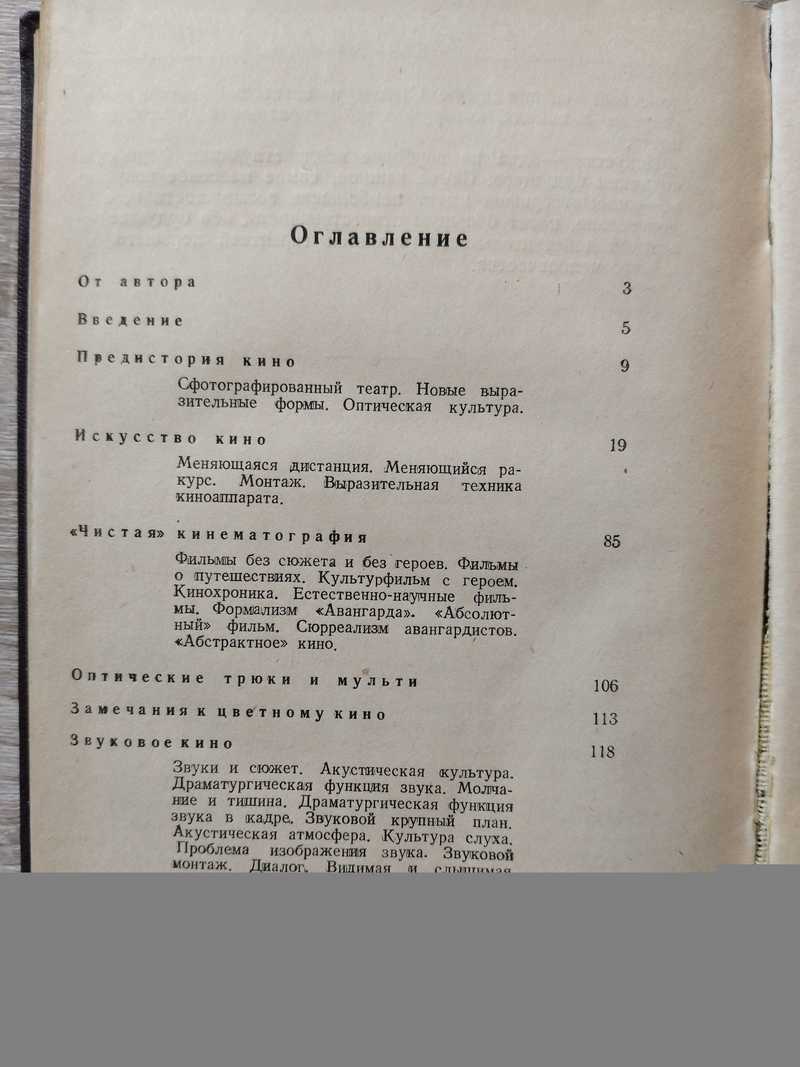 Оглавление
От автора 3
Введение 5
Предистория кино 9
Сфотографированный театр. Новые выра-
зительные формы. Оптическая культура.
Искусство кино 19
Меняющаяся дистанция. Меняющийся ра-
курс. Монтаж. Выразительная техника
киноаппарата.
«Чистая» кинематография 85
Фильмы без сюжета и без героев. Фильмы
о путешествиях. Культурфильм с героем.
Кинохроника. Естественно-научные филь-
мы. Формализм «Авангарда». «Абсолют-
ный» фильм. Сюрреализм авангардистов.
«Абстрактное» кино.
Оптические трюки и мульти 106
Замечания к цветному кино 113
Звуковое кино 118
Звуки и сюжет. Акустическая культура.
Драматургическая функция звука. Молча-
ние и тишина. Драматургическая функция
звука в кадре. Звуковой крупный план.
Акустическая атмосфера. Культура слуха.
Проблема изображения звука. Звуковой
монтаж. Диалог. Видимая и слышимая